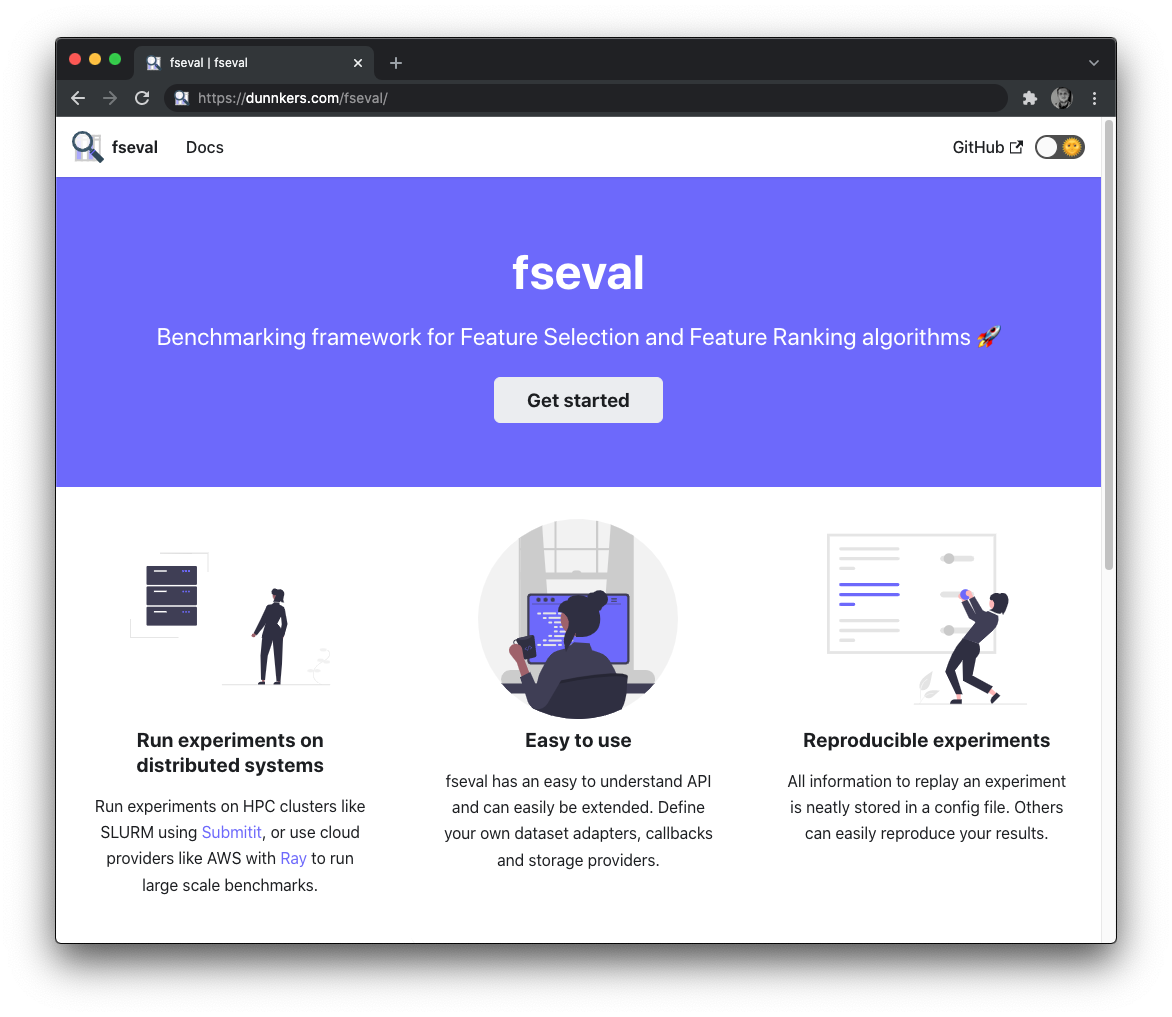 fseval | fseval
https://dunnkers.com/fseval/
fseval Docs GitHub
fseval
Benchmarking framework for Feature Selection and Feature Ranking algorithms 🚀
Get started
Run experiments on
distributed systems
Run experiments on HPC clusters like
SLURM using Submitit, or use cloud
providers like AWS with Ray to run
large scale benchmarks.
Easy to use
fseval has an easy to understand API
and can easily be extended. Define
your own dataset adapters, callbacks
and storage providers.
Reproducible experiments
All information to replay an experiment
is neatly stored in a config file. Others
can easily reproduce your results.